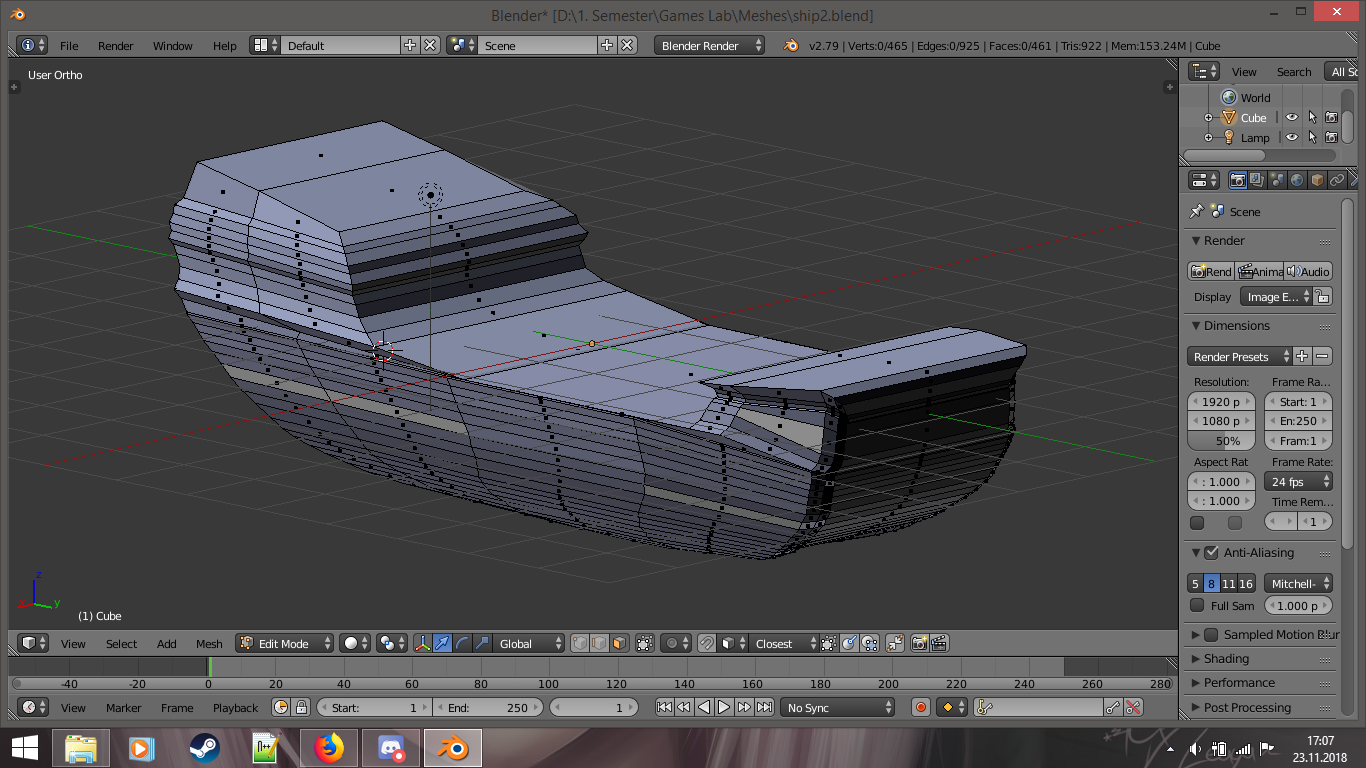 Blender* [D:\1. Semester\Games Lab\Meshes\ship2.blend]
File Render Window Help Default Scene Blender Render v2.79 | Verts:0/465 | Edges:0/925 | Faces:0/461 | Tris:922 | Mem:153.24M | Cube
User Ortho
View Search All Sc
World
Cube
Lamp
Scene
Render
Rend Anima Audio
Display Image E...
Dimensions
Render Presets
Resolution: Frame Ra...
1920 p Start: 1
1080 p En:250
50% Fram:1
Aspect Rat Frame Rate:
: 1.000 24 fps
: 1.000 Time Rem...
1
Anti-Aliasing
5 8 11 16 Mitchell-
Full Sam 1.000 p
Sampled Motion Blur
Shading
Performance
Post Processing
z
x y
(1) Cube
View Select Add Mesh Edit Mode Global Closest
-40 -20 0 20 40 60 80 100 120 140 160 180 200 220 240 260 280
View Marker Frame Playback Start: 1 End: 250 1 No Sync
17:07
23.11.2018